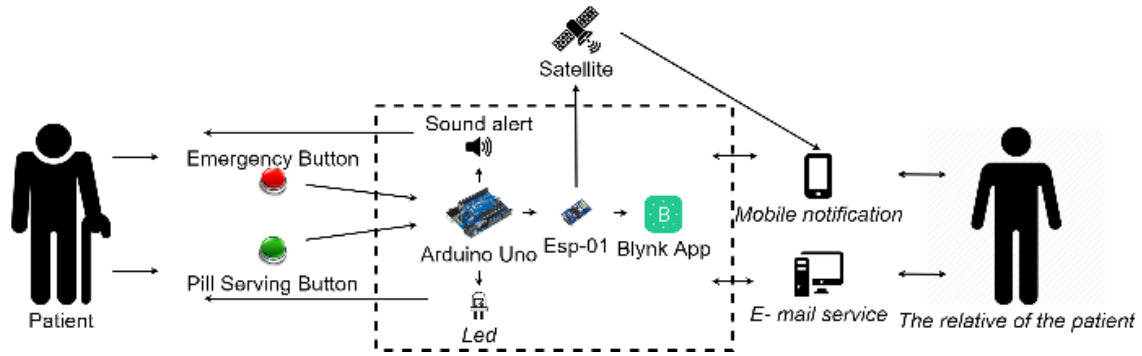 Satellite
Sound alert
Emergency Button
Mobile notification
Arduino Uno
Esp-01
B
Blynk App
Pill Serving Button
Patient
Led
E- mail service
The relative of the patient